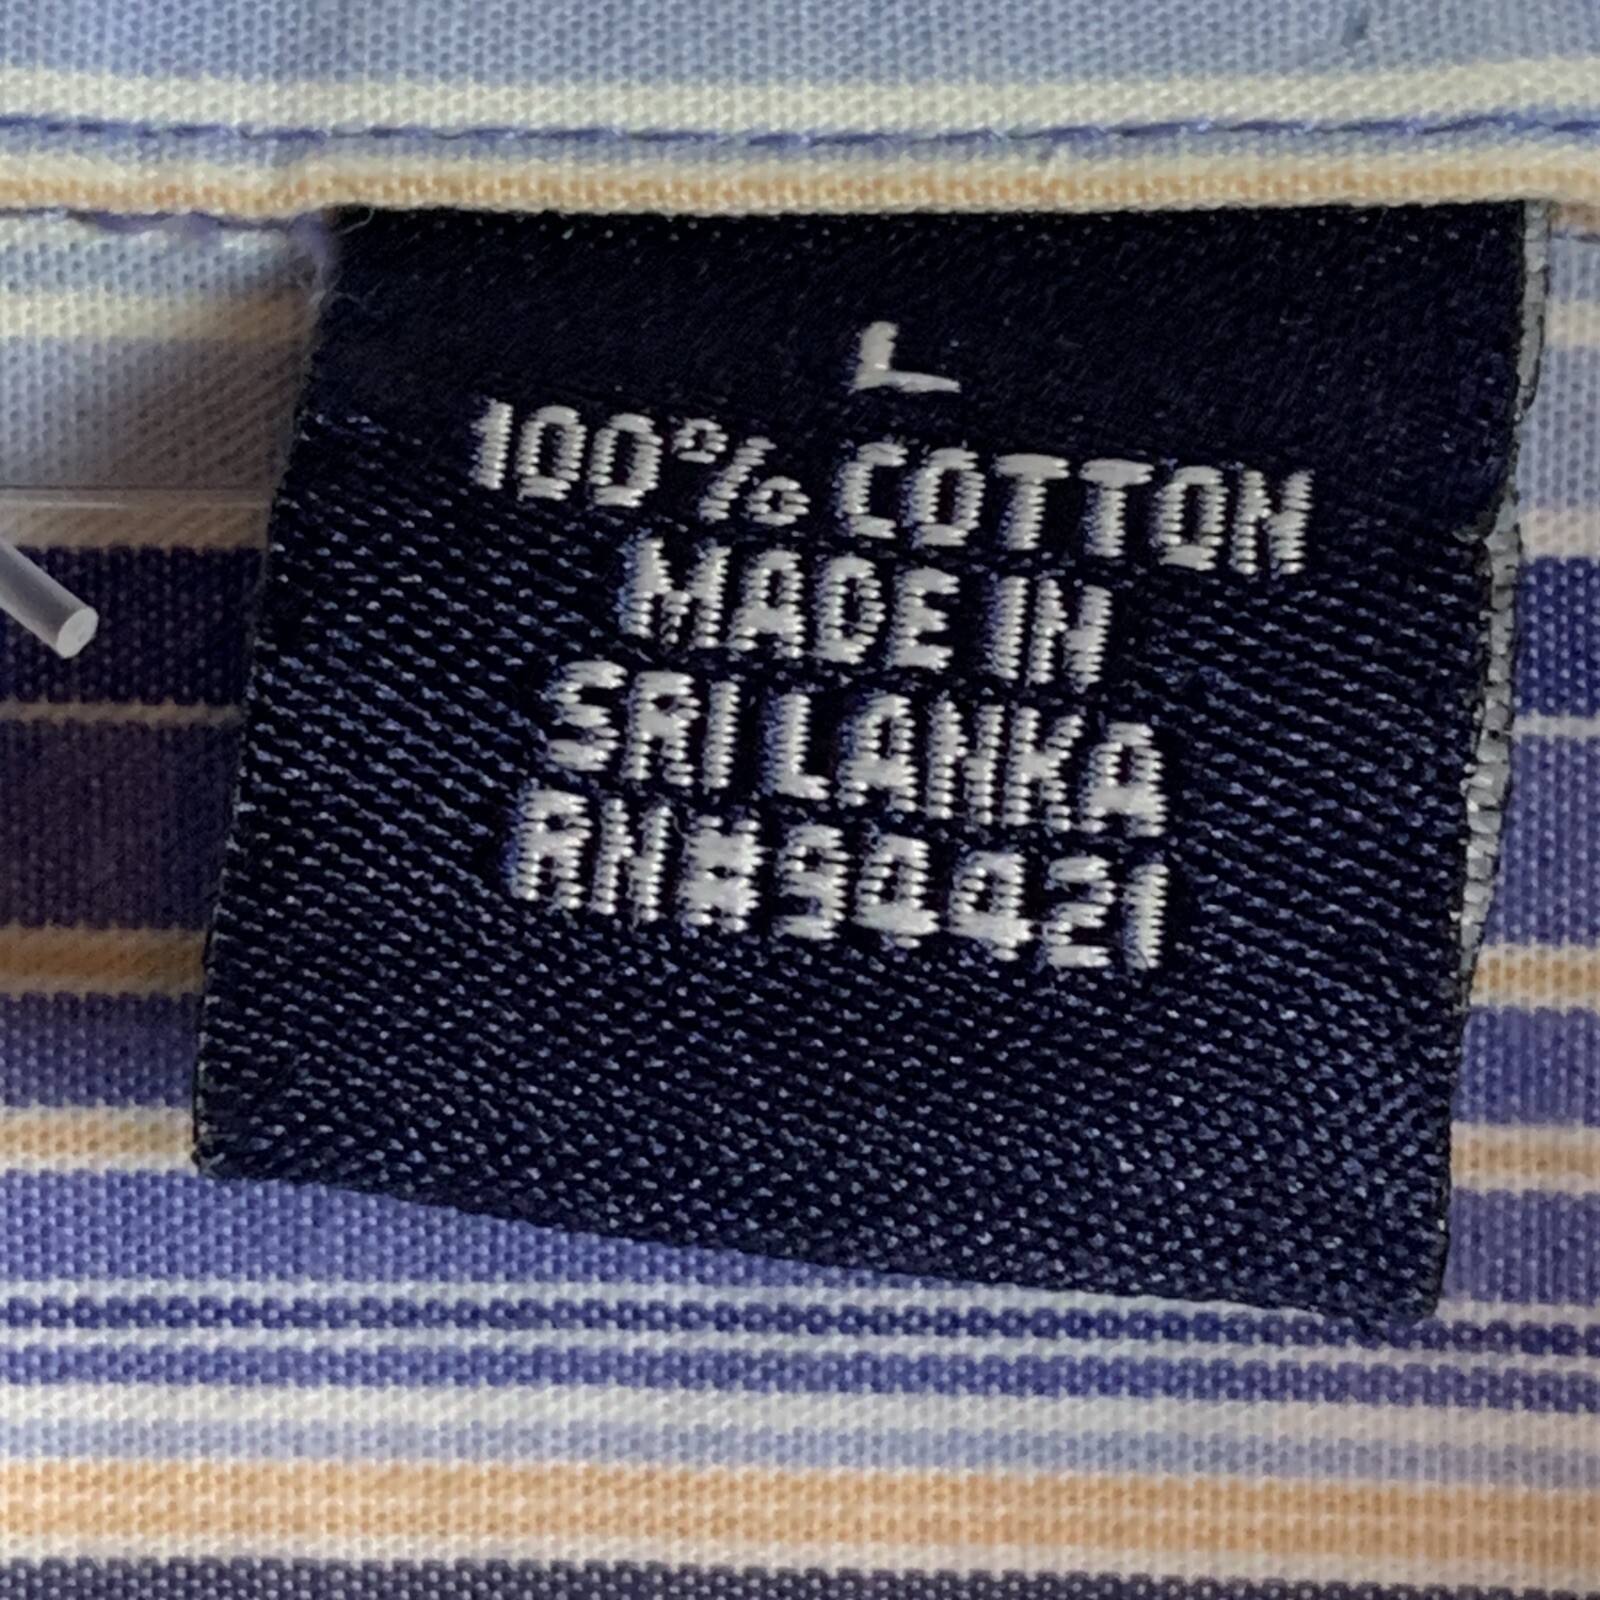 L
100% COTTON
MADE IN
SRI LANKA
RN#94421